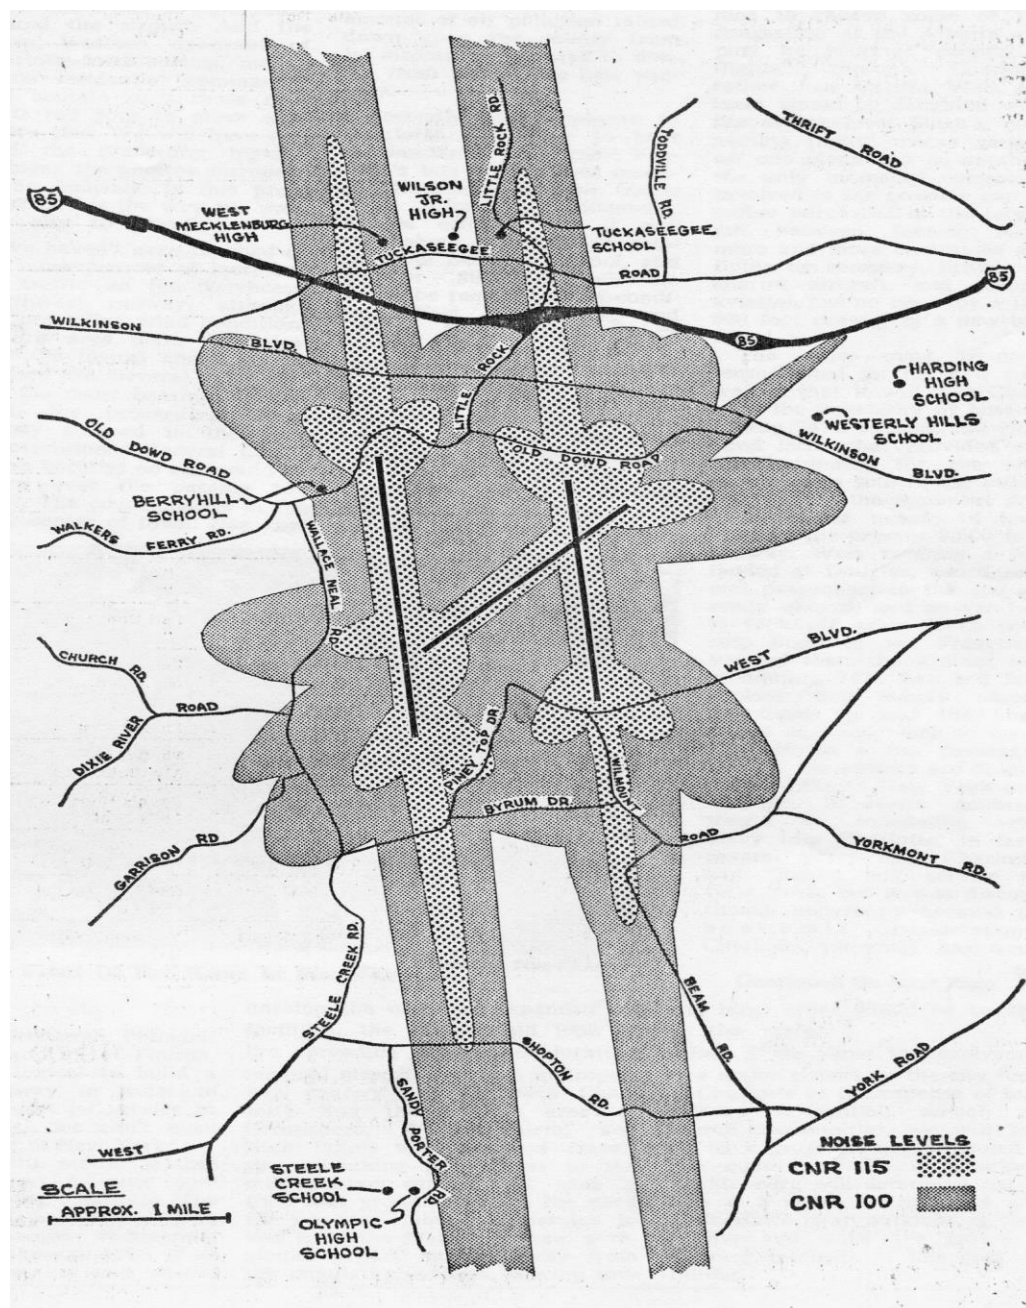 LITTLE ROCK RD.
TODDVILLE RD.
THRIFT ROAD
85
WEST
MECKLENBURG
HIGH
WILSON
JR.
HIGH
TUCKASEEGEE
SCHOOL
TUCKASEEGEE
ROAD
85
WILKINSON
BLVD.
85
LITTLE ROCK
HARDING
HIGH
SCHOOL
WESTERLY HILLS
SCHOOL
WILKINSON
BLVD.
OLD DOWD ROAD
OLD DOWD ROAD
BERRYHILL
SCHOOL
WALKERS FERRY RD.
WALLACE NEAL RD.
WEST BLVD.
CHURCH RD.
ROAD
DIXIE RIVER
PINEY TOP DR.
WILMOUNT
BYRUM DR.
ROAD
GARRISON RD
YORKMONT RD.
STEELE CREEK RD.
BEAM RD.
SHOPTON RD.
YORK ROAD
SANDY PORTER RD.
WEST
STEELE
CREEK
SCHOOL
OLYMPIC
HIGH
SCHOOL
SCALE
APPROX. 1 MILE
NOISE LEVELS
CNR 115
CNR 100